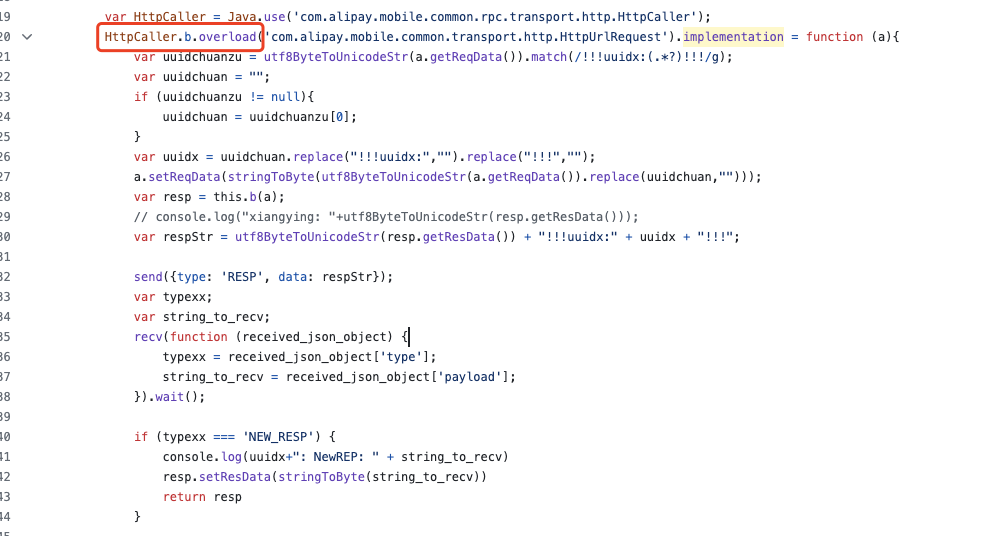 19 var HttpCaller = Java.use('com.alipay.mobile.common.rpc.transport.http.HttpCaller');
20 HttpCaller.b.overload('com.alipay.mobile.common.transport.http.HttpUrlRequest').implementation = function (a){
21 var uuidchuanzu = utf8ByteToUnicodeStr(a.getReqData()).match(/!!!uuidx:(.*?)!!!/g);
22 var uuidchuan = "";
23 if (uuidchuanzu != null){
24 uuidchuan = uuidchuanzu[0];
25 }
26 var uuidx = uuidchuan.replace("!!!uuidx:","").replace("!!!","");
27 a.setReqData(stringToByte(utf8ByteToUnicodeStr(a.getReqData()).replace(uuidchuan,"")));
28 var resp = this.b(a);
29 // console.log("xiangying: "+utf8ByteToUnicodeStr(resp.getResData()));
30 var respStr = utf8ByteToUnicodeStr(resp.getResData()) + "!!!uuidx:" + uuidx + "!!!";
31
32 send({type: 'RESP', data: respStr});
33 var typexx;
34 var string_to_recv;
35 recv(function (received_json_object) {
36 typexx = received_json_object['type'];
37 string_to_recv = received_json_object['payload'];
38 }).wait();
39
40 if (typexx === 'NEW_RESP') {
41 console.log(uuidx+": NewREP: " + string_to_recv)
42 resp.setResData(stringToByte(string_to_recv))
43 return resp
44 }